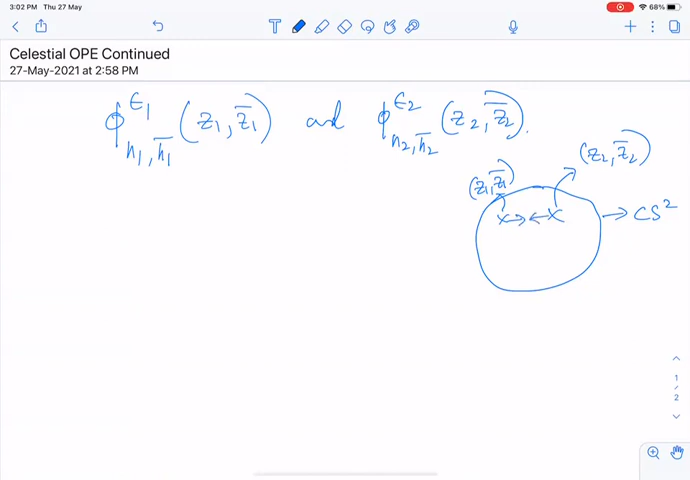 3:02 PM Thu 27 May 68%
Celestial OPE Continued
27-May-2021 at 2:58 PM
ϕ^{ϵ1}_{h1,h̄1} (z1, z̄1) and ϕ^{ϵ2}_{h2,h̄2} (z2, z̄2).
(z2, z̄2)
(z1, z̄1)
x→←x → CS²
1
/
2